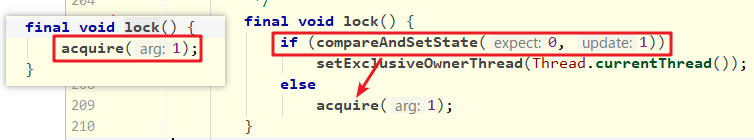 final void lock() {
acquire( arg: 1);
}
204
*/
final void lock() {
if (compareAndSetState( expect: 0, update: 1))
setExclusiveOwnerThread(Thread.currentThread());
else
208
209
acquire( arg: 1);
210
}